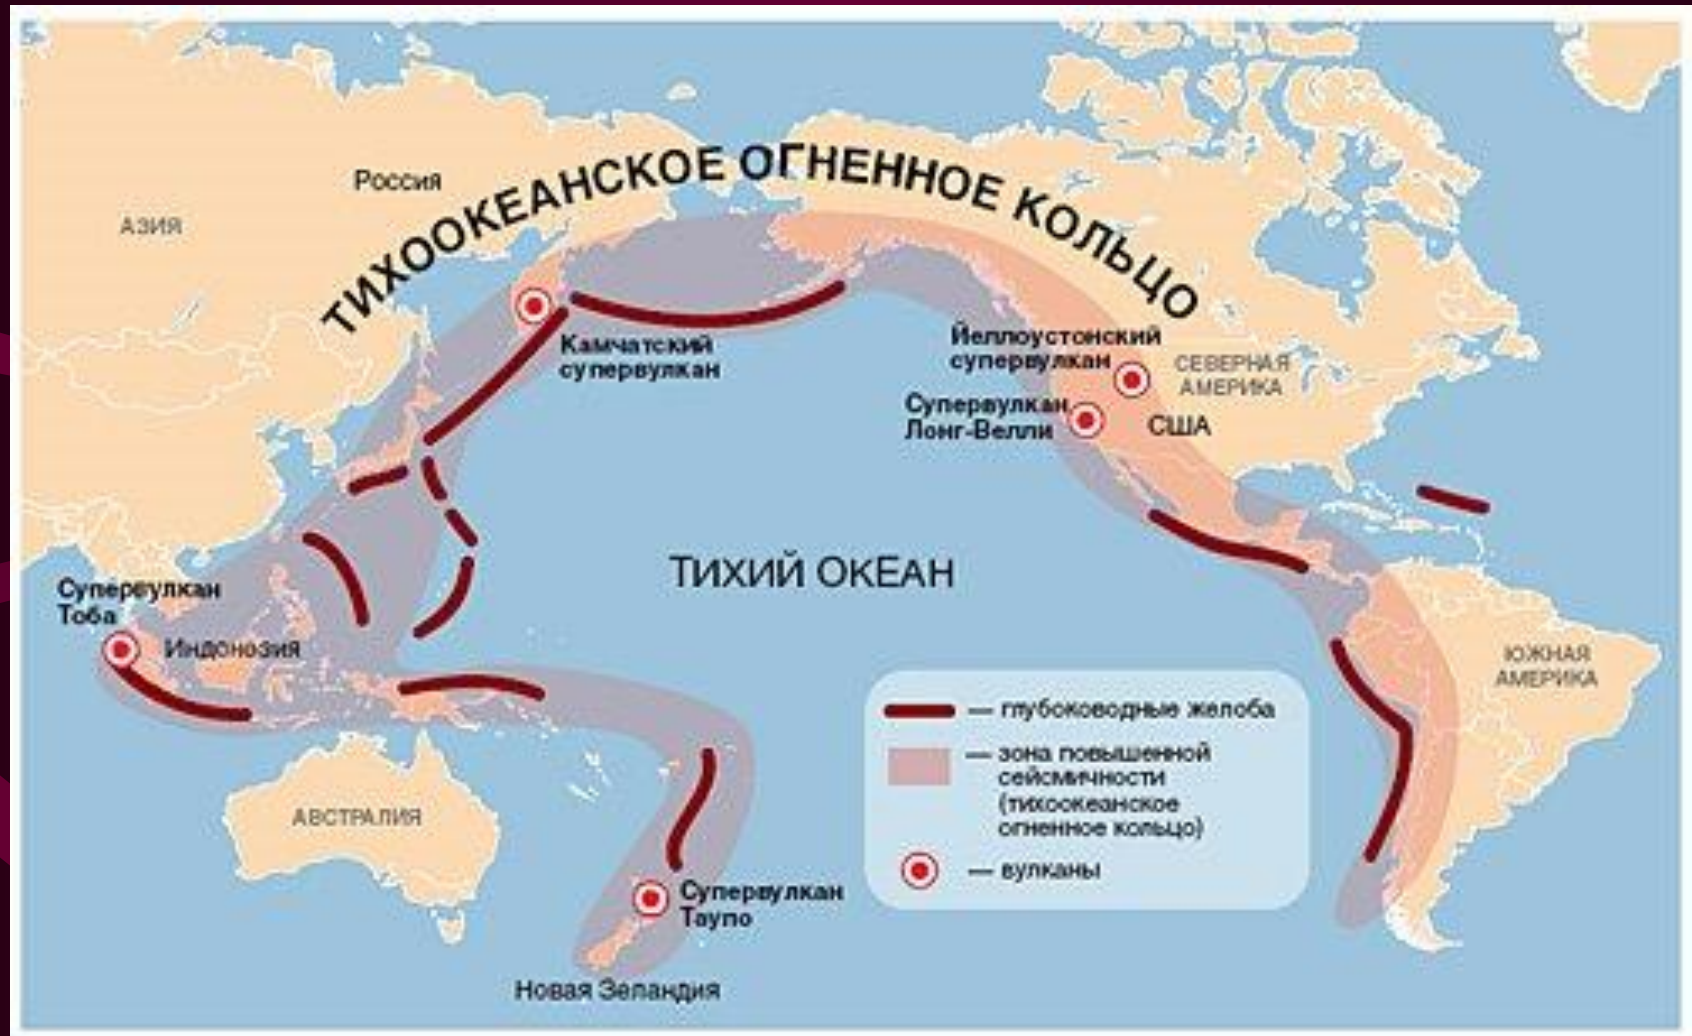 ТИХООКЕАНСКОЕ ОГНЕННОЕ КОЛЬЦО
Россия
АЗИЯ
Камчатский
супервулкан
Йеллоустонский
супервулкан
СЕВЕРНАЯ
АМЕРИКА
Супервулкан
Лонг-Велли
США
ТИХИЙ ОКЕАН
Супервулкан
Тоба
Индонозия
ЮЖНАЯ
АМЕРИКА
АВСТРАЛИЯ
— глубоководные желоба
— зона повышенной
сейсмичности
(тихоокеанское
огненное кольцо)
— вулканы
Супервулкан
Таупо
Новая Зеландия